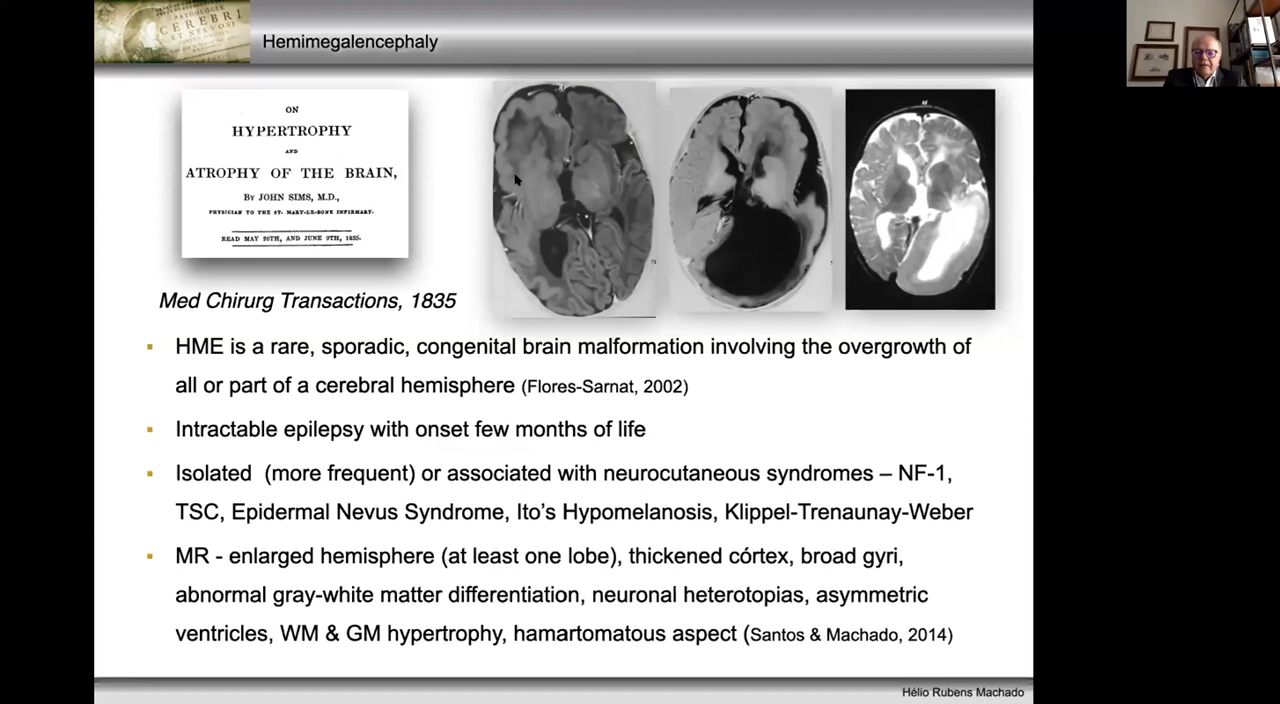 PATHOLOGIÆ
CEREBRI
ET NERVOSI
Hemimegalencephaly
ON
HYPERTROPHY
AND
ATROPHY OF THE BRAIN,
BY JOHN SIMS, M.D.,
PHYSICIAN TO THE ST. MARY-LE-BONE INFIRMARY.
READ MAY 26TH, AND JUNE 9TH, 1835.
Med Chirurg Transactions, 1835
▪ HME is a rare, sporadic, congenital brain malformation involving the overgrowth of
all or part of a cerebral hemisphere (Flores-Sarnat, 2002)
▪ Intractable epilepsy with onset few months of life
▪ Isolated (more frequent) or associated with neurocutaneous syndromes – NF-1,
TSC, Epidermal Nevus Syndrome, Ito's Hypomelanosis, Klippel-Trenaunay-Weber
▪ MR - enlarged hemisphere (at least one lobe), thickened córtex, broad gyri,
abnormal gray-white matter differentiation, neuronal heterotopias, asymmetric
ventricles, WM & GM hypertrophy, hamartomatous aspect (Santos & Machado, 2014)
Hélio Rubens Machado